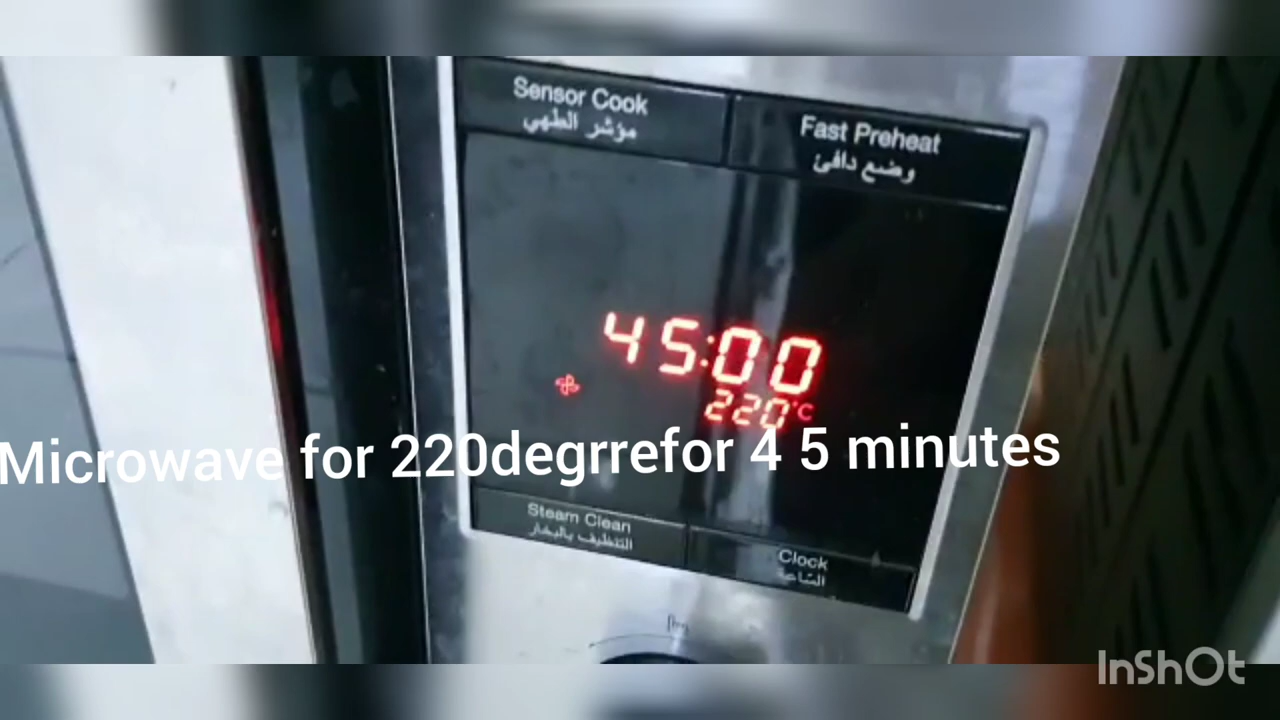 Sensor Cook
مؤشر الطهي
Fast Preheat
وضع دافئ
45:00
220°C
Microwave for 220degrrefor 4 5 minutes
Steam Clean
التنظيف بالبخار
Clock
الساعة
InShOt